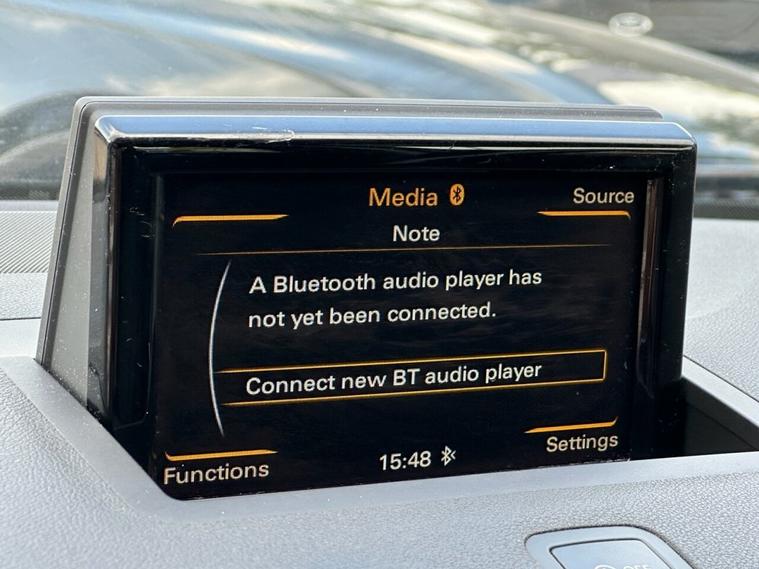 Media
Source
Note
A Bluetooth audio player has
not yet been connected.
Connect new BT audio player
Functions
15:48
Settings
OFF